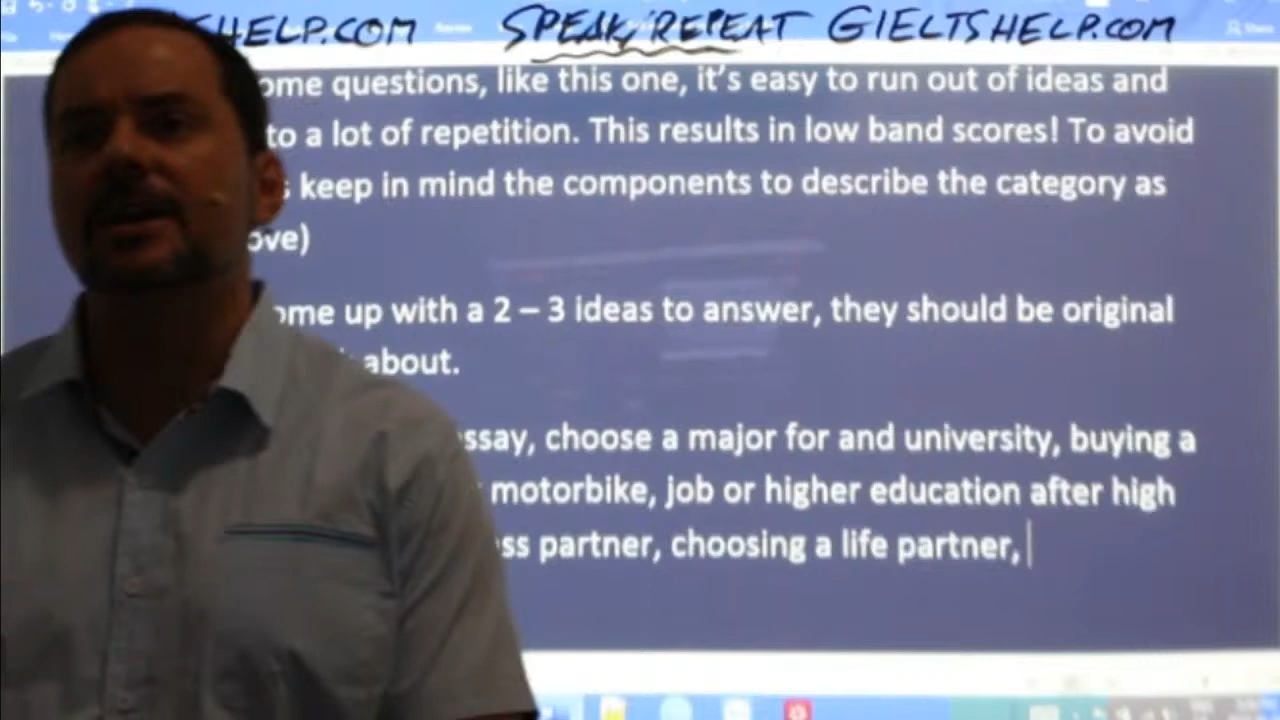 HELP.COM SPEAK/REPEAT GIELTSHELP.COM
ome questions, like this one, it's easy to run out of ideas and
to a lot of repetition. This results in low band scores! To avoid
keep in mind the components to describe the category as
ove)
ome up with a 2 – 3 ideas to answer, they should be original
about.
ssay, choose a major for and university, buying a
motorbike, job or higher education after high
ss partner, choosing a life partner,